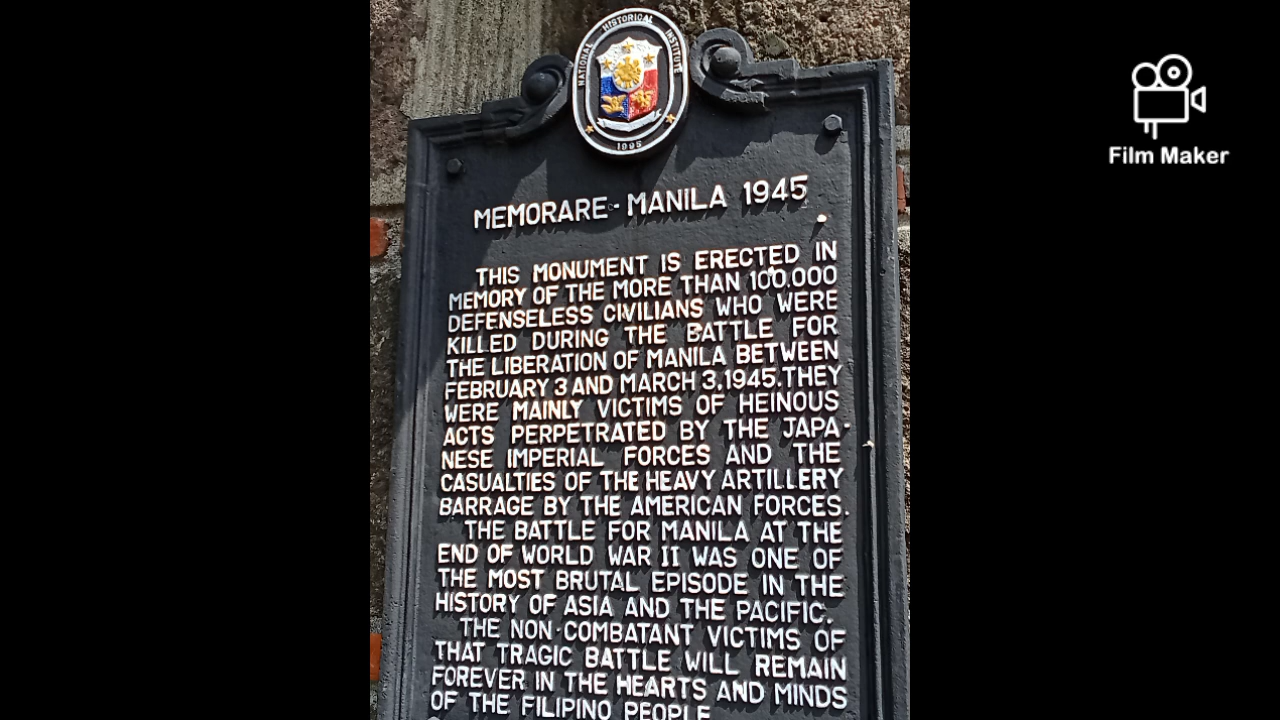 NATIONAL HISTORICAL INSTITUTE
1995
MEMORARE - MANILA 1945
THIS MONUMENT IS ERECTED IN
MEMORY OF THE MORE THAN 100.000
DEFENSELESS CIVILIANS WHO WERE
KILLED DURING THE BATTLE FOR
THE LIBERATION OF MANILA BETWEEN
FEBRUARY 3 AND MARCH 3,1945.THEY
WERE MAINLY VICTIMS OF HEINOUS
ACTS PERPETRATED BY THE JAPA-
NESE IMPERIAL FORCES AND THE
CASUALTIES OF THE HEAVY ARTILLERY
BARRAGE BY THE AMERICAN FORCES.
THE BATTLE FOR MANILA AT THE
END OF WORLD WAR II WAS ONE OF
THE MOST BRUTAL EPISODE IN THE
HISTORY OF ASIA AND THE PACIFIC.
THE NON-COMBATANT VICTIMS OF
THAT TRAGIC BATTLE WILL REMAIN
FOREVER IN THE HEARTS AND MINDS
OF THE FILIPINO PEOPLE
Film Maker